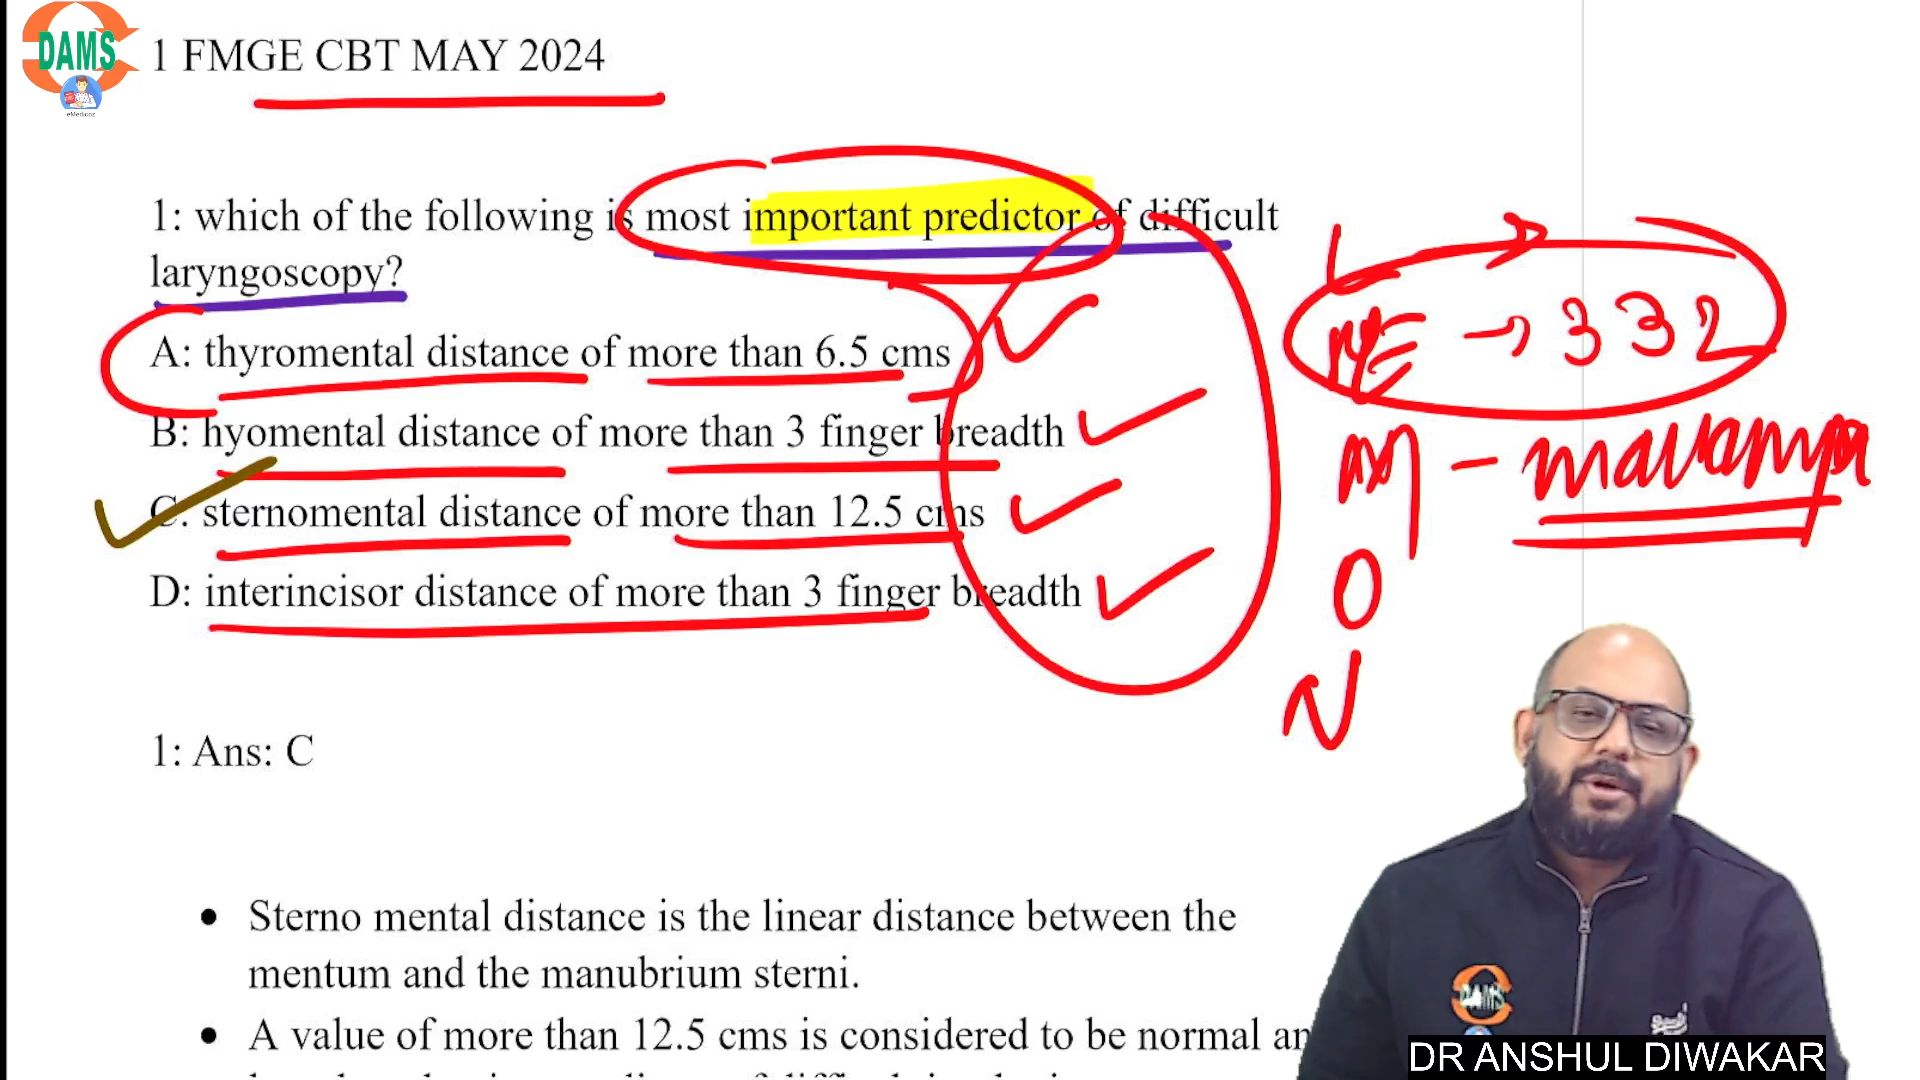 DAMS
eMedicoz
1 FMGE CBT MAY 2024
1: which of the following is most important predictor of difficult
laryngoscopy?
A: thyromental distance of more than 6.5 cms
B: hyomental distance of more than 3 finger breadth
C: sternomental distance of more than 12.5 cms
D: interincisor distance of more than 3 finger breadth
L
E → 332
M -
O
N
1: Ans: C
• Sterno mental distance is the linear distance between the
mentum and the manubrium sterni.
• A value of more than 12.5 cms is considered to be normal an
DAMS
DR ANSHUL DIWAKAR